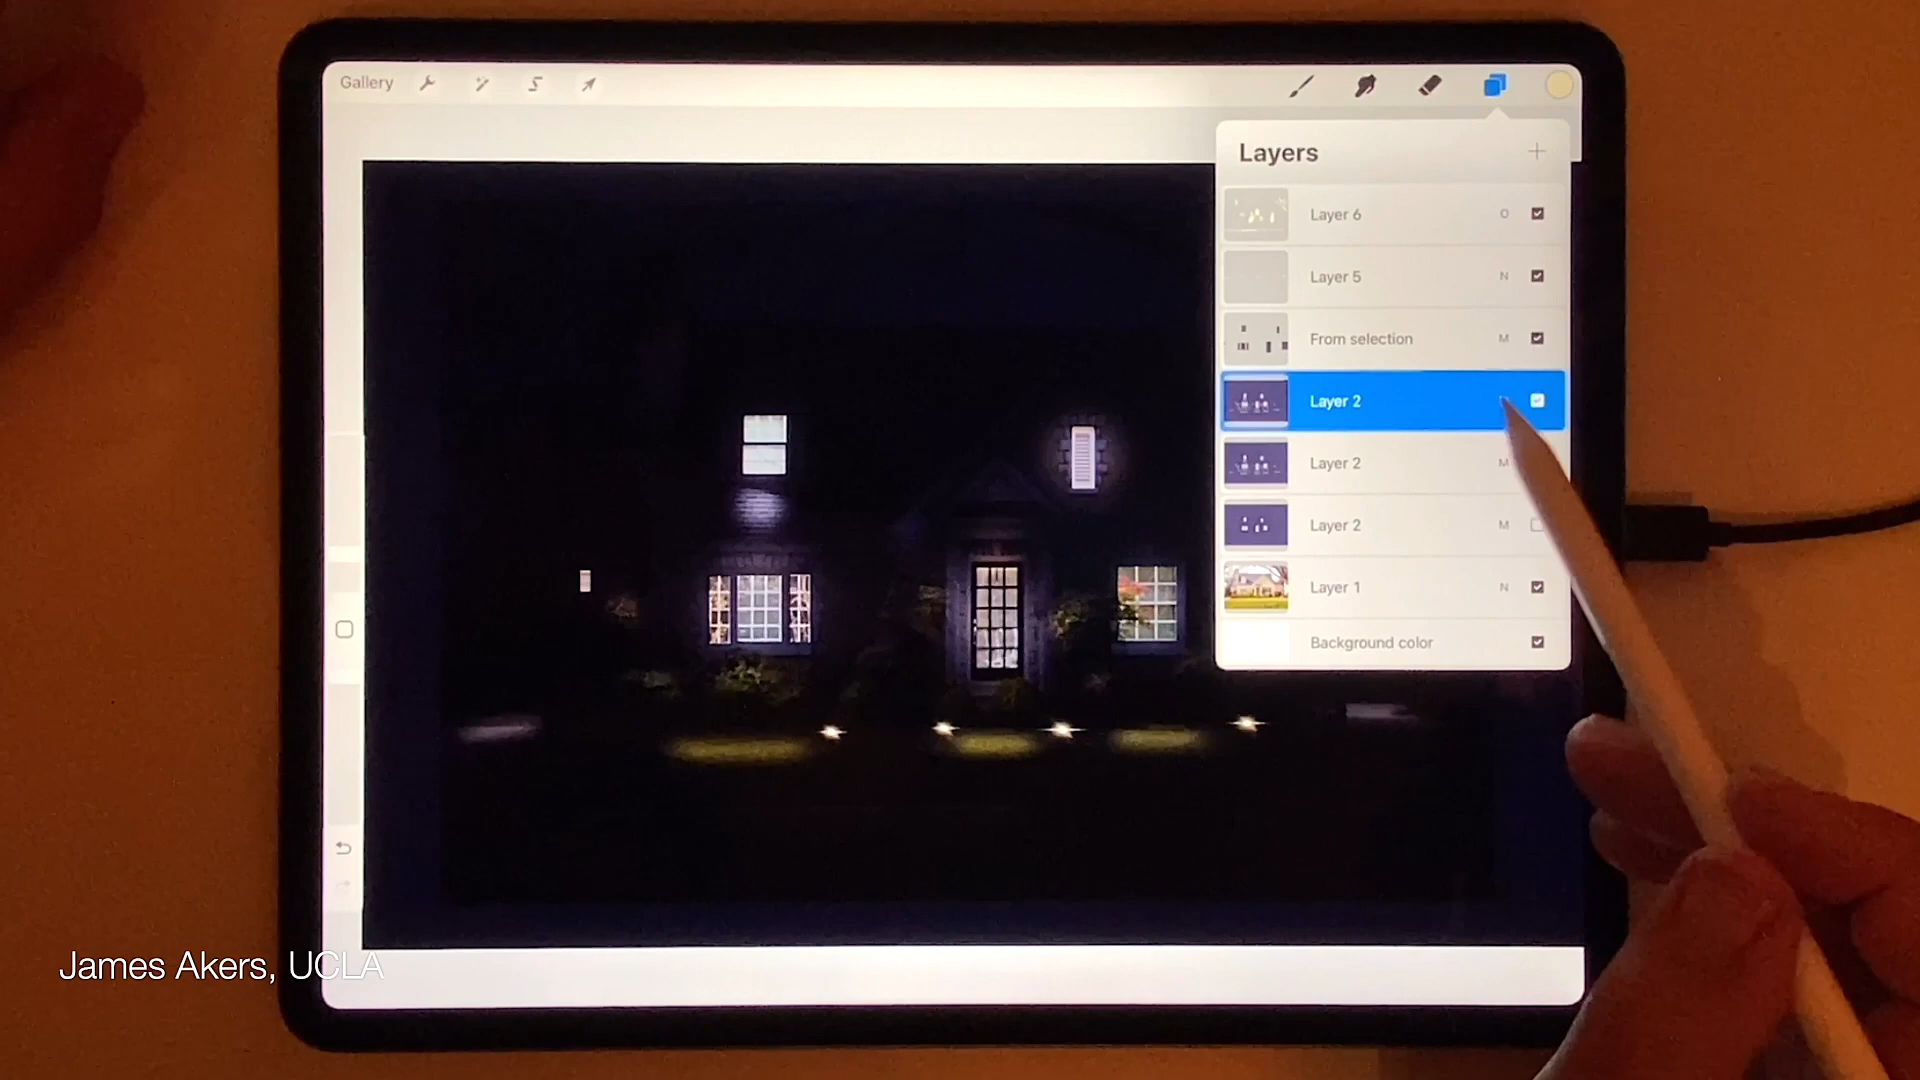 Gallery
Layers
Layer 6 O
Layer 5 N
From selection M
Layer 2
Layer 2 M
Layer 2 M
Layer 1 N
Background color
James Akers, UCLA